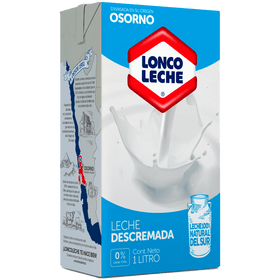 ENVASADA EN SU ORIGEN
OSORNO
LONCO
LECHE
®
LECHE
DESCREMADA
0%
Cont. Neto
1 LITRO
LECHE 100%
NATURAL
DEL SUR